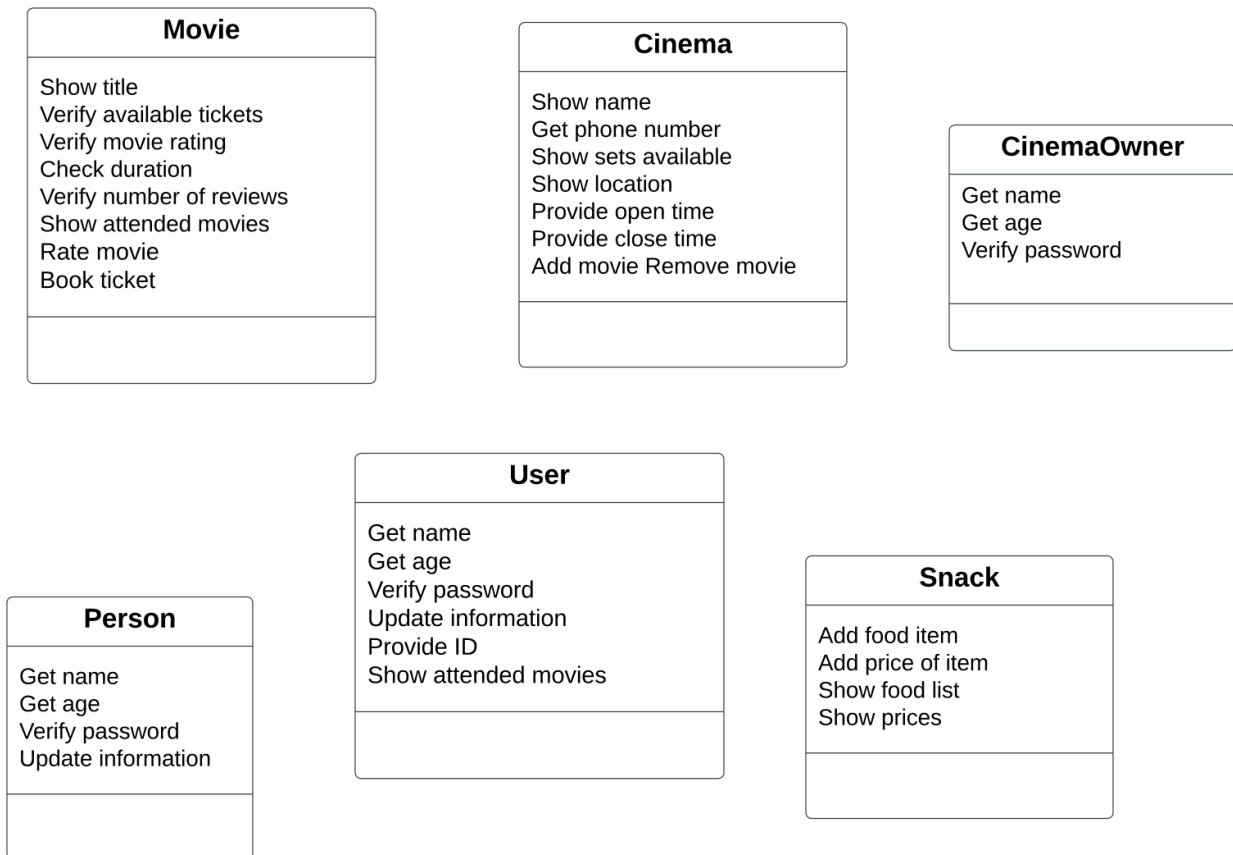 Movie
Show title
Verify available tickets
Verify movie rating
Check duration
Verify number of reviews
Show attended movies
Rate movie
Book ticket
Cinema
Show name
Get phone number
Show sets available
Show location
Provide open time
Provide close time
Add movie Remove movie
CinemaOwner
Get name
Get age
Verify password
Person
Get name
Get age
Verify password
Update information
User
Get name
Get age
Verify password
Update information
Provide ID
Show attended movies
Snack
Add food item
Add price of item
Show food list
Show prices